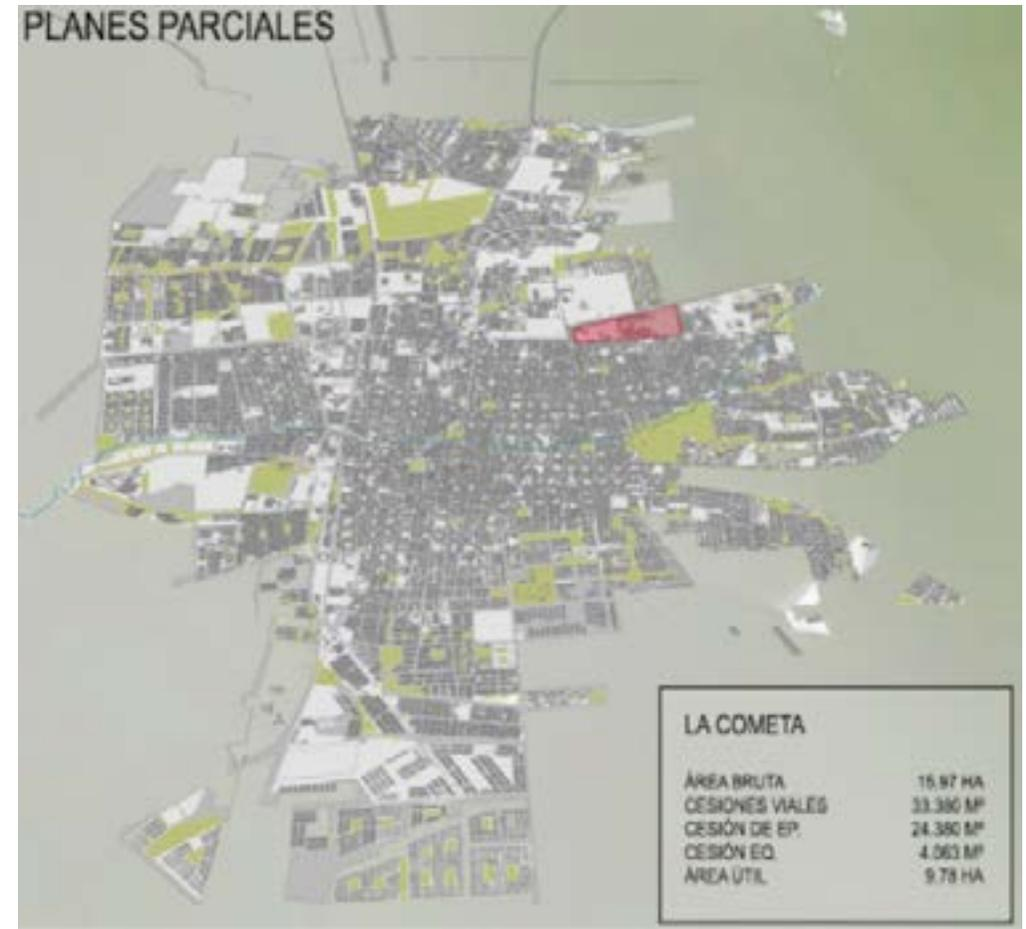 PLANES PARCIALES
LA COMETA
ÁREA BRUTA 15.97 HA
CESIONES VIALES 33.380 M²
CESIÓN DE EP. 24.380 M²
CESIÓN EQ. 4.063 M²
ÁREA ÚTIL 9.78 HA